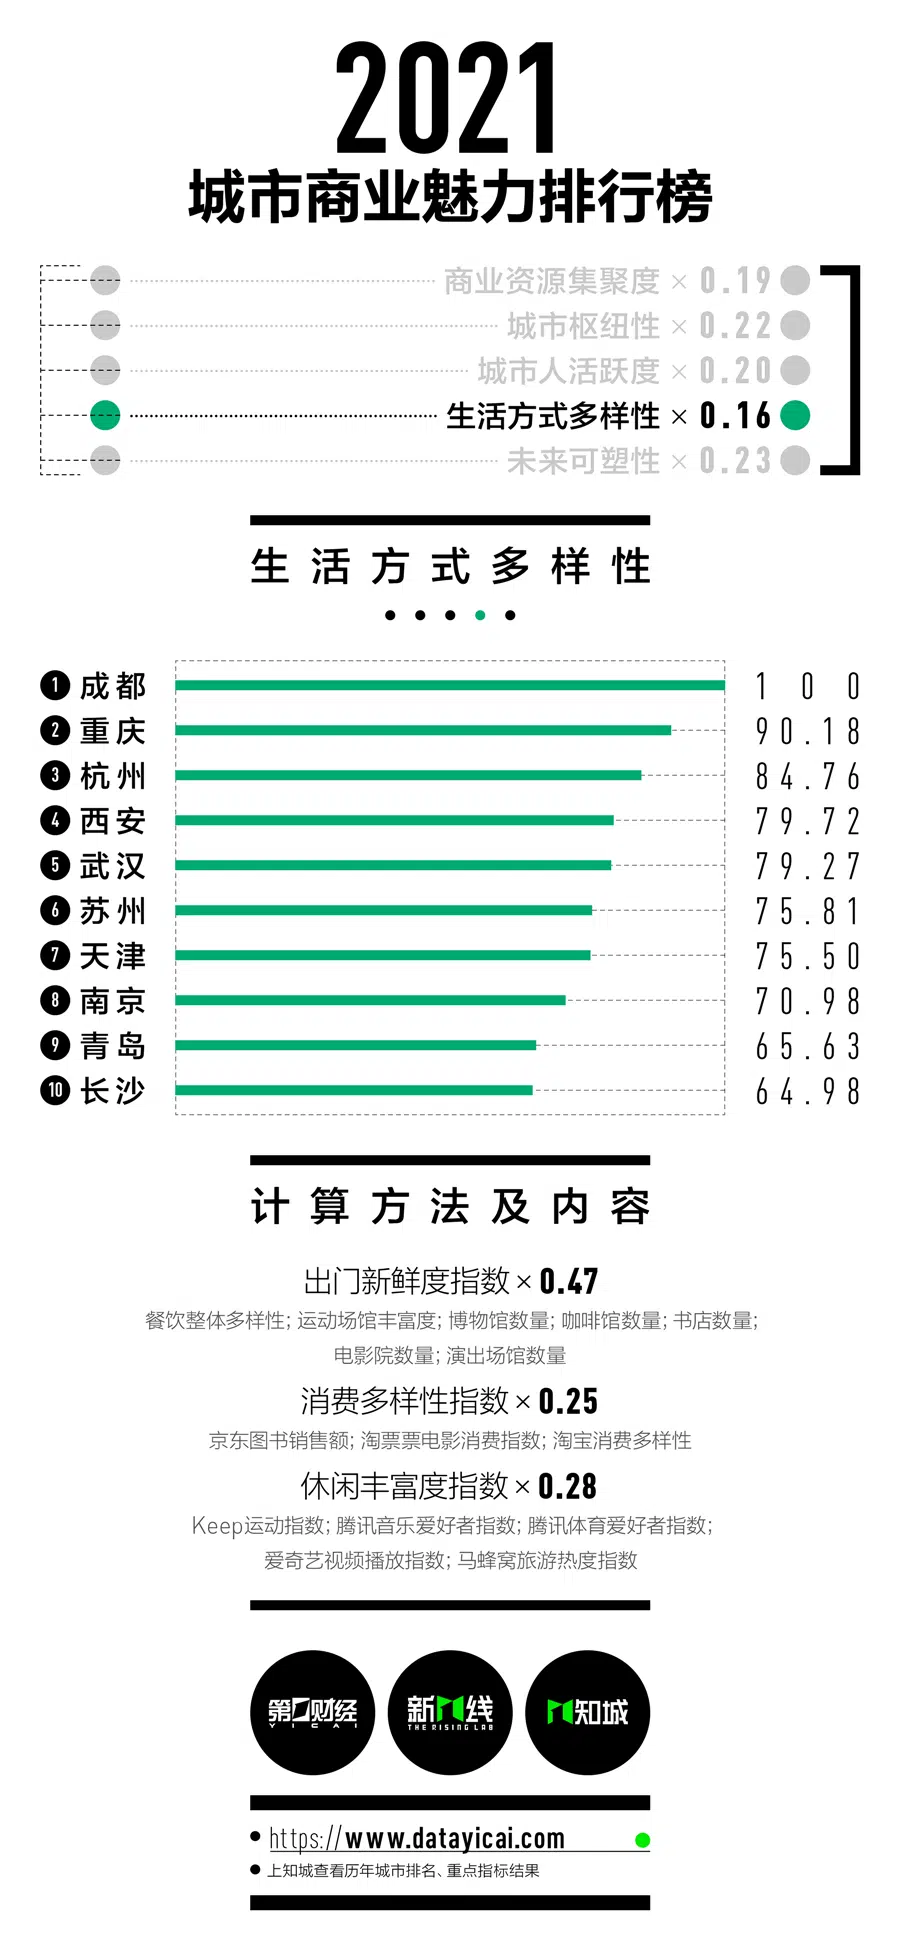 2021
城市商业魅力排行榜
商业资源集聚度 × 0.19
城市枢纽性 × 0.22
城市人活跃度 × 0.20
生活方式多样性 × 0.16
未来可塑性 × 0.23
生活方式多样性
1 成都 100
2 重庆 90.18
3 杭州 84.76
4 西安 79.72
5 武汉 79.27
6 苏州 75.81
7 天津 75.50
8 南京 70.98
9 青岛 65.63
10 长沙 64.98
计算方法及内容
出门新鲜度指数 × 0.47
餐饮整体多样性; 运动场馆丰富度; 博物馆数量; 咖啡馆数量; 书店数量;
电影院数量; 演出场馆数量
消费多样性指数 × 0.25
京东图书销售额; 淘票票电影消费指数; 淘宝消费多样性
休闲丰富度指数 × 0.28
Keep运动指数; 腾讯音乐爱好者指数; 腾讯体育爱好者指数;
爱奇艺视频播放指数; 马蜂窝旅游热度指数
第一财经
YICAI
新一线
THE RISING LAB
知城
https://www.datayicai.com
上知城查看历年城市排名、重点指标结果